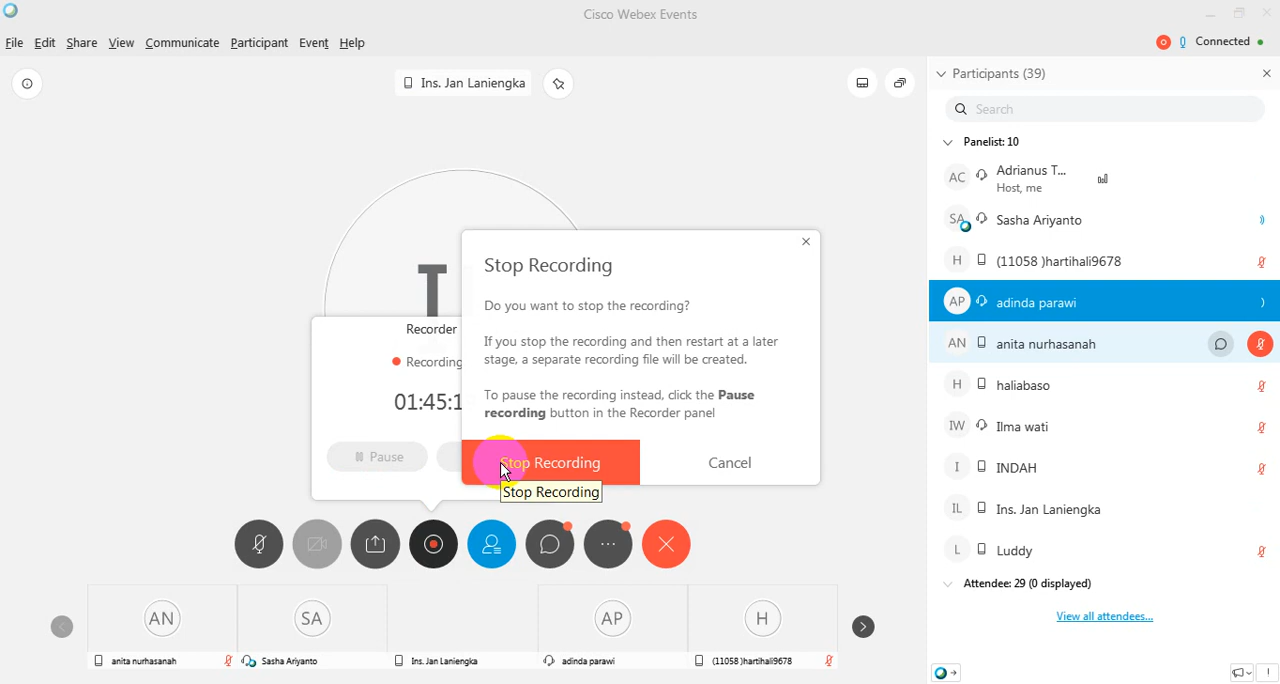 Cisco Webex Events
File Edit Share View Communicate Participant Event Help
Connected
Ins. Jan Laniengka
Participants (39)
Search
Panelist: 10
AC Adrianus T...
Host, me
SA Sasha Ariyanto
H (11058 )hartihali9678
AP adinda parawi
AN anita nurhasanah
H haliabaso
IW Ilma wati
I INDAH
IL Ins. Jan Laniengka
L Luddy
Attendee: 29 (0 displayed)
View all attendees...
Recorder
Recording
01:45:1
Pause
Stop Recording
Do you want to stop the recording?
If you stop the recording and then restart at a later
stage, a separate recording file will be created.
To pause the recording instead, click the Pause
recording button in the Recorder panel
Stop Recording Cancel
Stop Recording
AN SA AP H
anita nurhasanah Sasha Ariyanto Ins. Jan Laniengka adinda parawi (11058 )hartihali9678